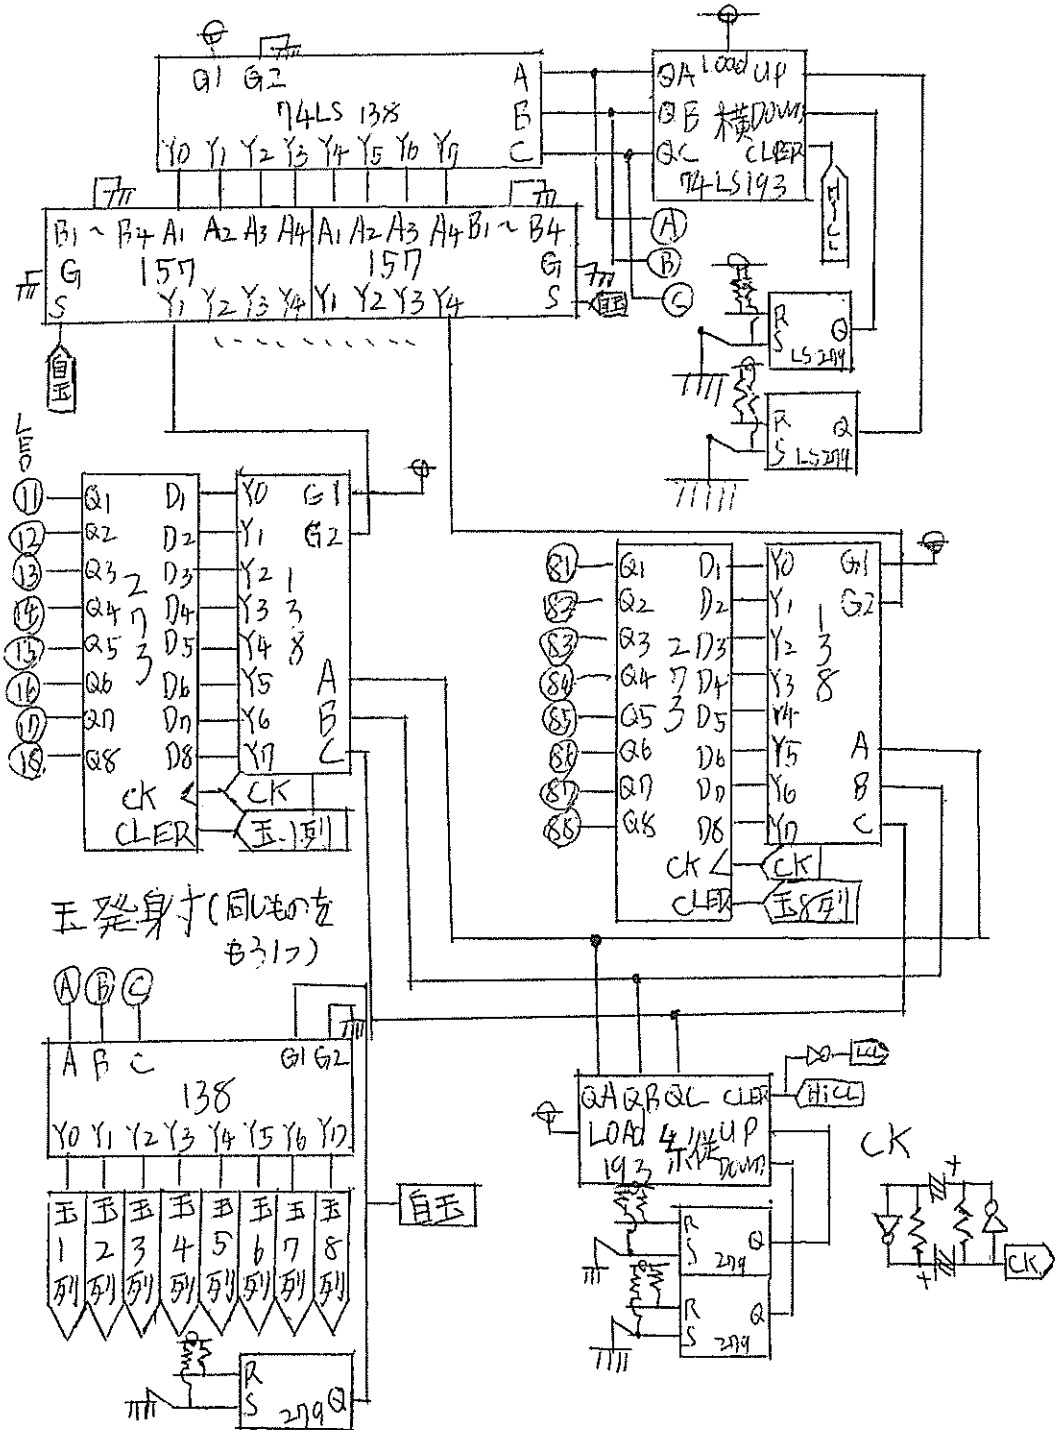 G1 G2
74LS 138
A
B
C
Y0 Y1 Y2 Y3 Y4 Y5 Y6 Y7
QA Load UP
QB 横 DOWN
QC CLER
74LS193
HiCL
B1 ~ B4 A1 A2 A3 A4 A1 A2 A3 A4 B1 ~ B4
G 157 157 G
S Y1 Y2 Y3 Y4 Y1 Y2 Y3 Y4 S
自玉
自玉
A
B
C
R
S Q
LS279
R Q
S LS279
LED
11 Q1 D1 Y0 G1
12 Q2 D2 Y1 G2
13 Q3 D3 Y2
14 Q4 D4 Y3
15 Q5 D5 Y4
16 Q6 D6 Y5 A
17 Q7 D7 Y6 B
18 Q8 D8 Y7 C
273
138
CK CK
CLER 玉1列
81 Q1 D1 Y0 G1
82 Q2 D2 Y1 G2
83 Q3 D3 Y2
84 Q4 D4 Y3
85 Q5 D5 Y4
86 Q6 D6 Y5 A
87 Q7 D7 Y6 B
88 Q8 D8 Y7 C
273
138
CK CK
CLER 玉8列
玉発身寸(同じものを
もう1つ)
A B C
A B C G1 G2
138
Y0 Y1 Y2 Y3 Y4 Y5 Y6 Y7
玉1列 玉2列 玉3列 玉4列 玉5列 玉6列 玉7列 玉8列
自玉
R
S 279 Q
QA QB QC CLER
LOAd UP
193 DOWN
HiCL
R
S Q
279
R Q
S 279
CK
+
+
CK